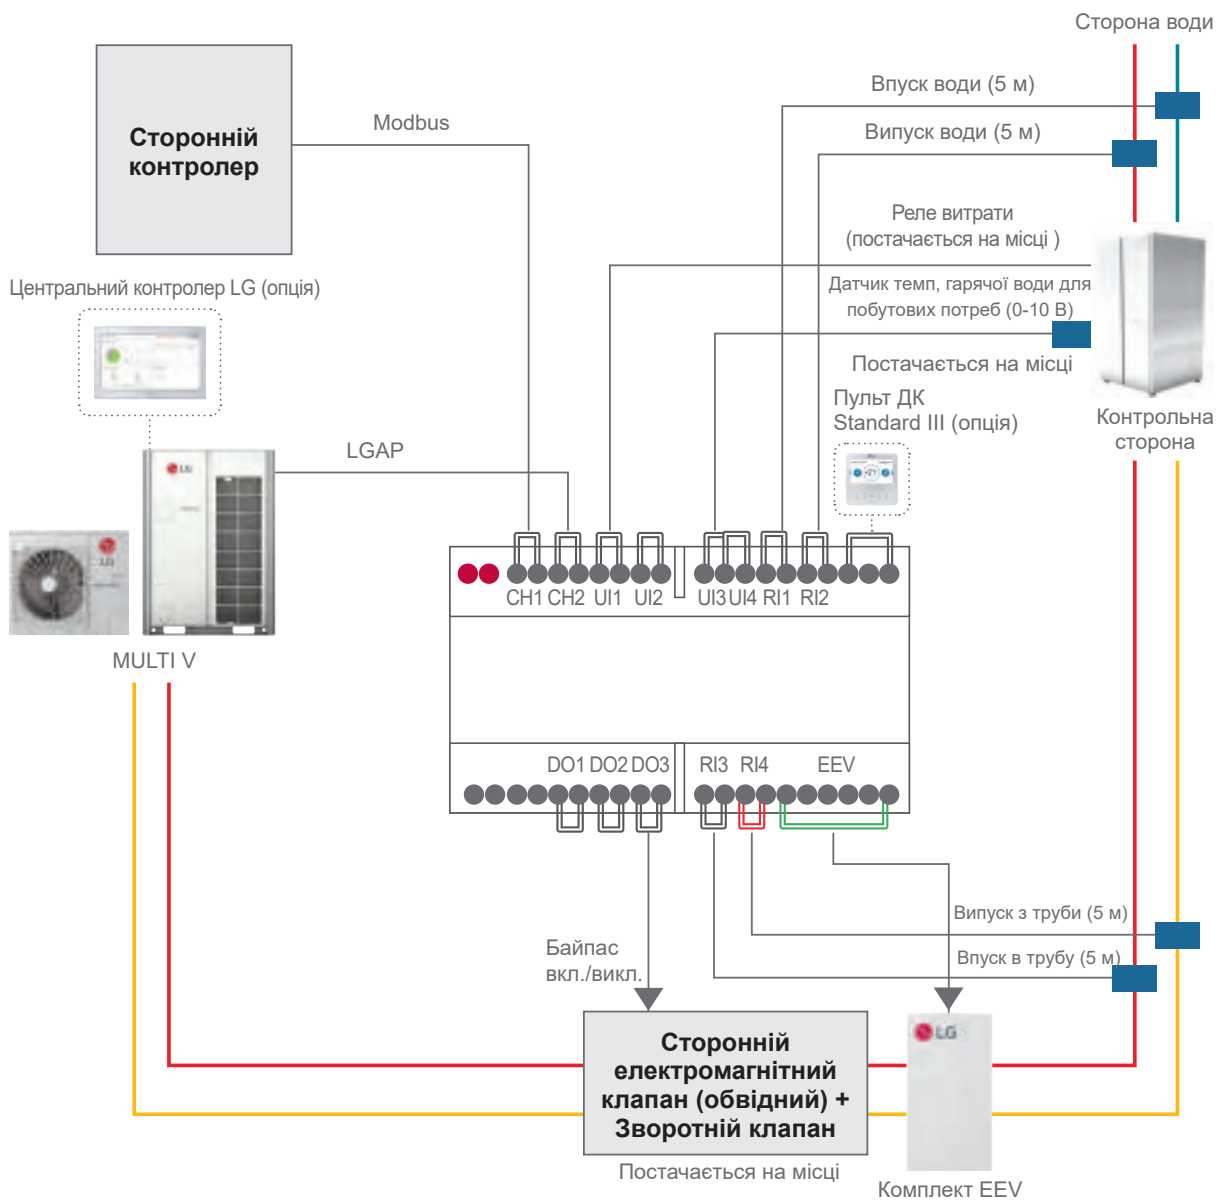 Сторона води
Впуск води (5 м)
Modbus
Випуск води (5 м)
Сторонній
контролер
Реле витрати
(постачається на місці )
Центральний контролер LG (опція)
Датчик темп, гарячої води для
побутових потреб (0-10 В)
Постачається на місці
Пульт ДК
Standard III (опція)
Контрольна
сторона
LGAP
LG
LG
MULTI V
CH1 CH2 UI1 UI2 UI3 UI4 RI1 RI2
DO1 DO2 DO3 RI3 RI4 EEV
Випуск з труби (5 м)
Байпас
вкл./викл.
Впуск в трубу (5 м)
Сторонній
електромагнітний
клапан (обвідний) +
Зворотній клапан
LG
Постачається на місці
Комплект EEV